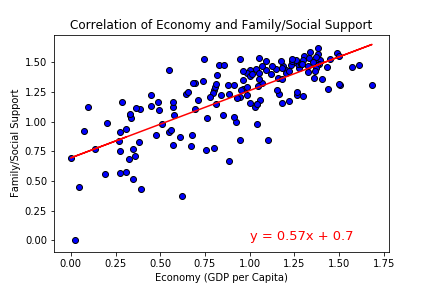 Correlation of Economy and Family/Social Support
Family/Social Support
1.50
1.25
1.00
0.75
0.50
0.25
0.00
y = 0.57x + 0.7
0.00 0.25 0.50 0.75 1.00 1.25 1.50 1.75
Economy (GDP per Capita)